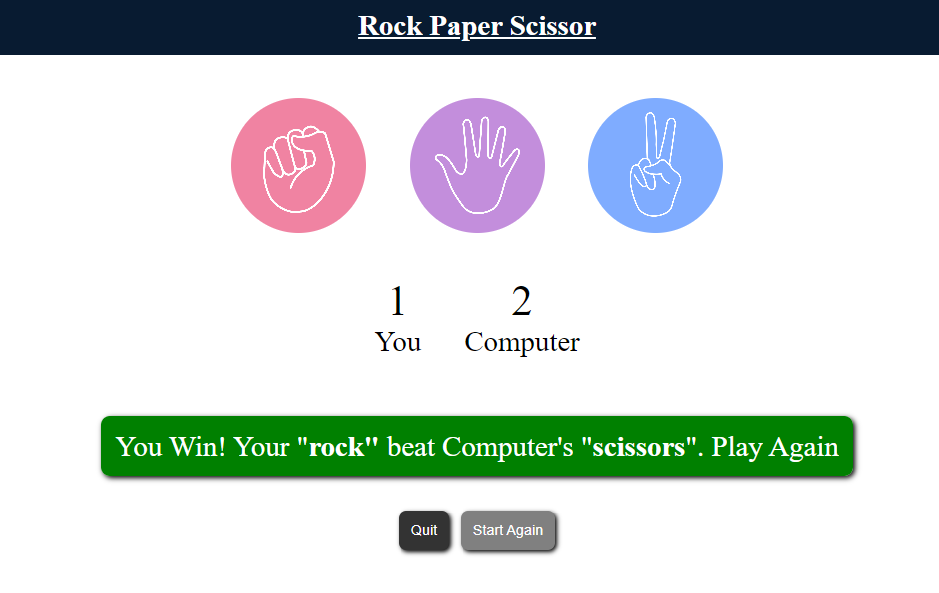 Rock Paper Scissor
1 2
You Computer
You Win! Your "rock" beat Computer's "scissors". Play Again
Quit Start Again